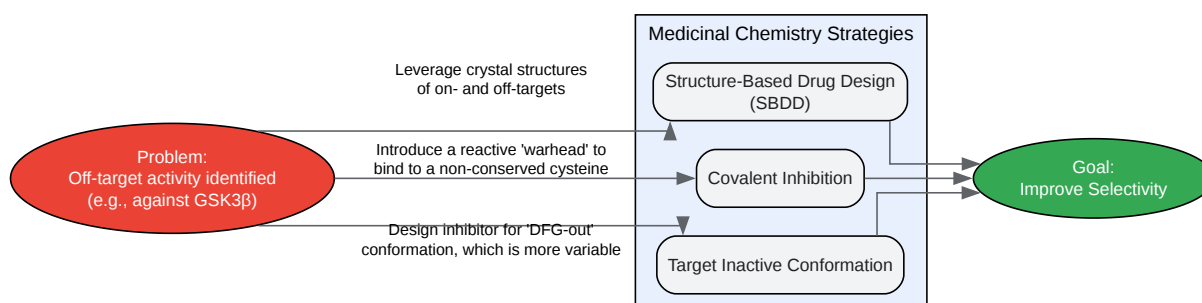 Medicinal Chemistry Strategies
Leverage crystal structures
of on- and off-targets
Structure-Based Drug Design
(SBDD)
Problem:
Off-target activity identified
(e.g., against GSK3β)
Introduce a reactive 'warhead' to
bind to a non-conserved cysteine
Covalent Inhibition
Goal:
Improve Selectivity
Design inhibitor for 'DFG-out'
conformation, which is more variable
Target Inactive Conformation